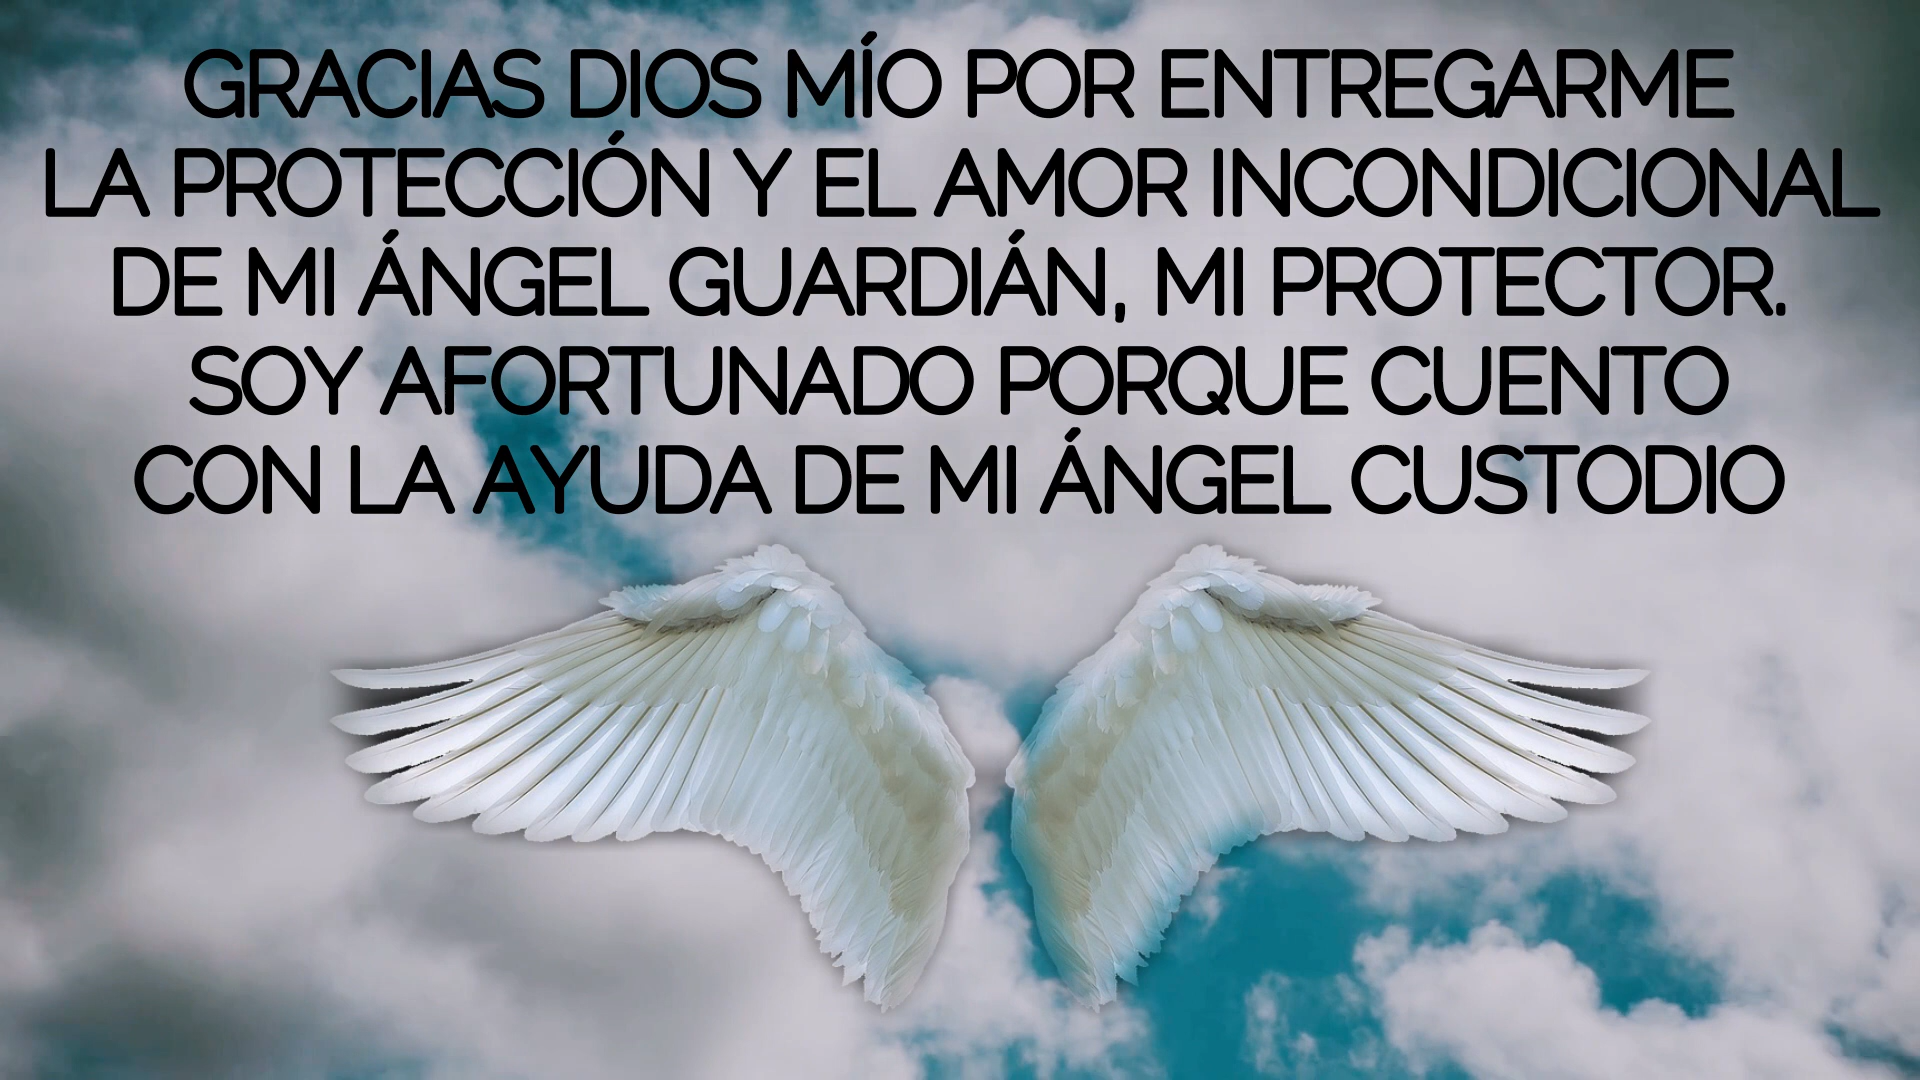 GRACIAS DIOS MÍO POR ENTREGARME
LA PROTECCIÓN Y EL AMOR INCONDICIONAL
DE MI ÁNGEL GUARDIÁN, MI PROTECTOR.
SOY AFORTUNADO PORQUE CUENTO
CON LA AYUDA DE MI ÁNGEL CUSTODIO